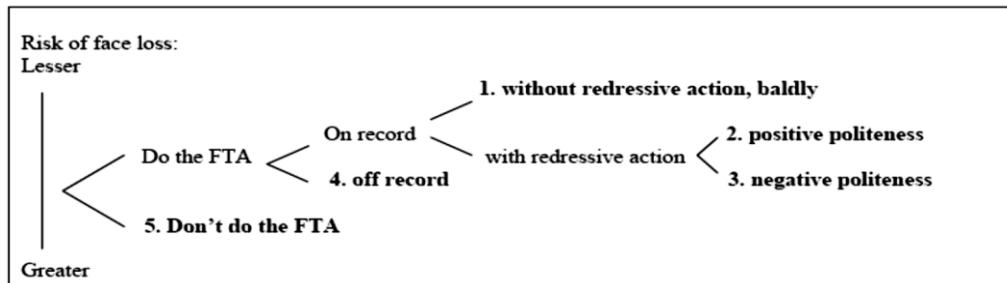 Risk of face loss:
Lesser
1. without redressive action, baldly
On record
2. positive politeness
Do the FTA
with redressive action
4. off record
3. negative politeness
5. Don't do the FTA
Greater